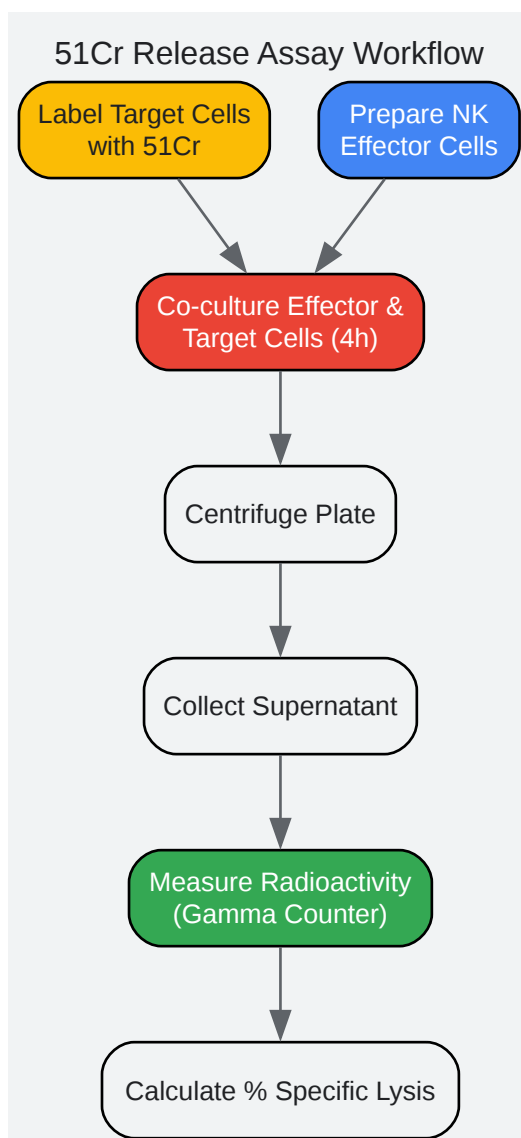 51Cr Release Assay Workflow
Label Target Cells
with 51Cr
Prepare NK
Effector Cells
Co-culture Effector &
Target Cells (4h)
Centrifuge Plate
Collect Supernatant
Measure Radioactivity
(Gamma Counter)
Calculate % Specific Lysis